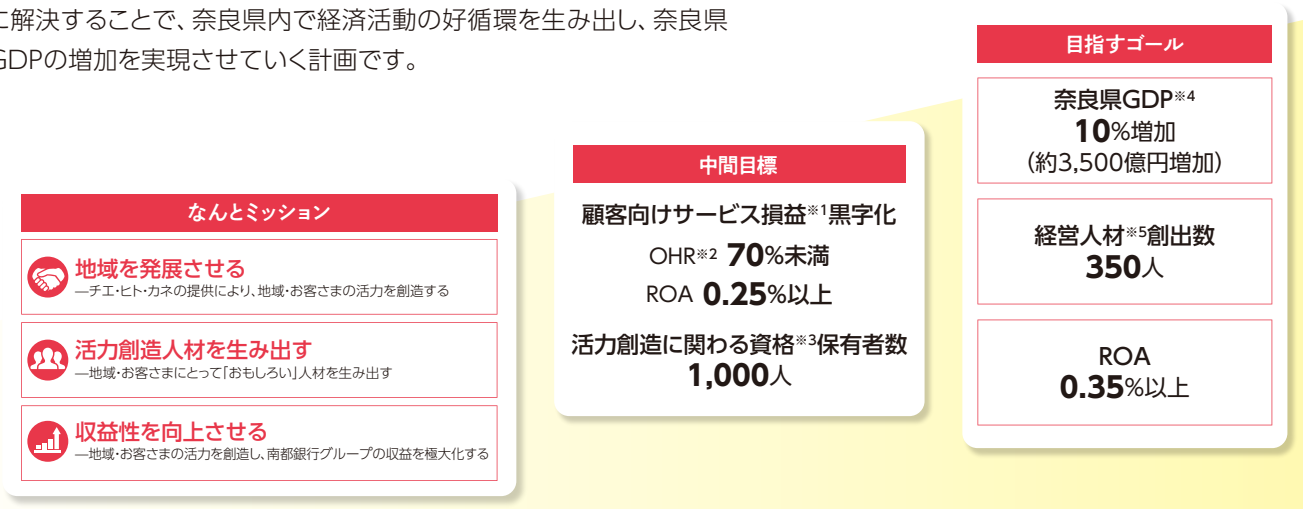 に解決することで、奈良県内で経済活動の好循環を生み出し、奈良県
GDPの増加を実現させていく計画です。
なんとミッション
地域を発展させる
―チエ・ヒト・カネの提供により、地域・お客さまの活力を創造する
活力創造人材を生み出す
―地域・お客さまにとって「おもしろい」人材を生み出す
収益性を向上させる
―地域・お客さまの活力を創造し、南都銀行グループの収益を極大化する
中間目標
顧客向けサービス損益※1黒字化
OHR※2 70%未満
ROA 0.25%以上
活力創造に関わる資格※3保有者数
1,000人
目指すゴール
奈良県GDP※4
10%増加
(約3,500億円増加)
経営人材※5創出数
350人
ROA
0.35%以上